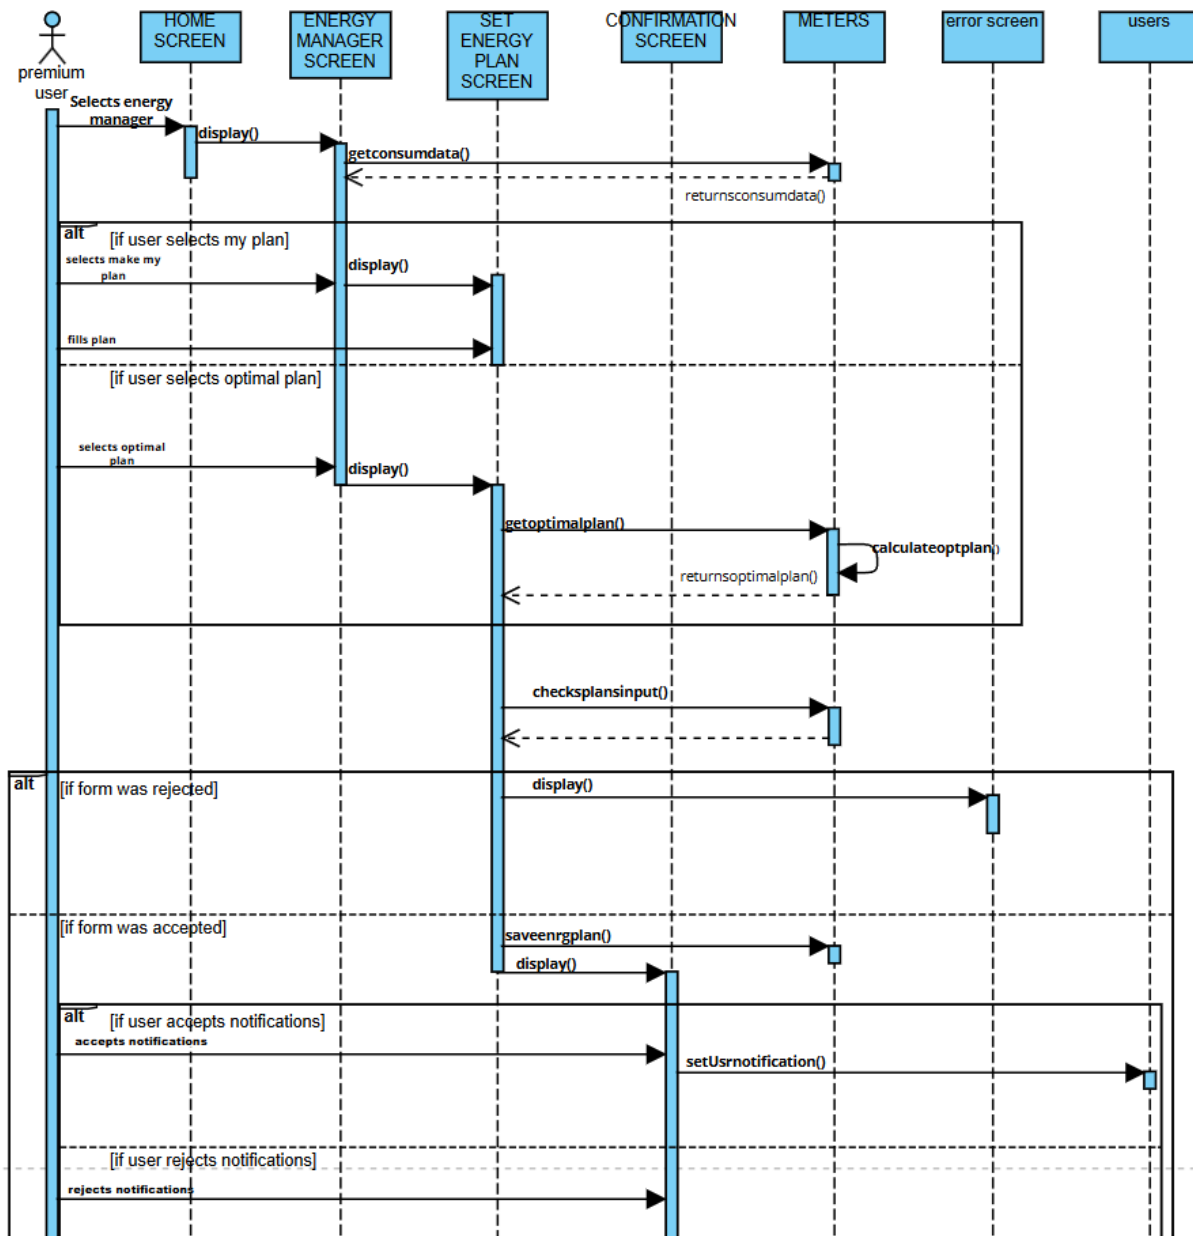 premium
user
HOME
SCREEN
ENERGY
MANAGER
SCREEN
SET
ENERGY
PLAN
SCREEN
CONFIRMATION
SCREEN
METERS
error screen
users
Selects energy
manager
display()
getconsumdata()
returnsconsumdata()
alt
[if user selects my plan]
selects make my
plan
display()
fills plan
[if user selects optimal plan]
selects optimal
plan
display()
getoptimalplan()
calculateoptplan()
returnsoptimalplan()
checksplansinput()
alt
[if form was rejected]
display()
[if form was accepted]
saveenrgplan()
display()
alt
[if user accepts notifications]
accepts notifications
setUsrnotification()
[if user rejects notifications]
rejects notifications